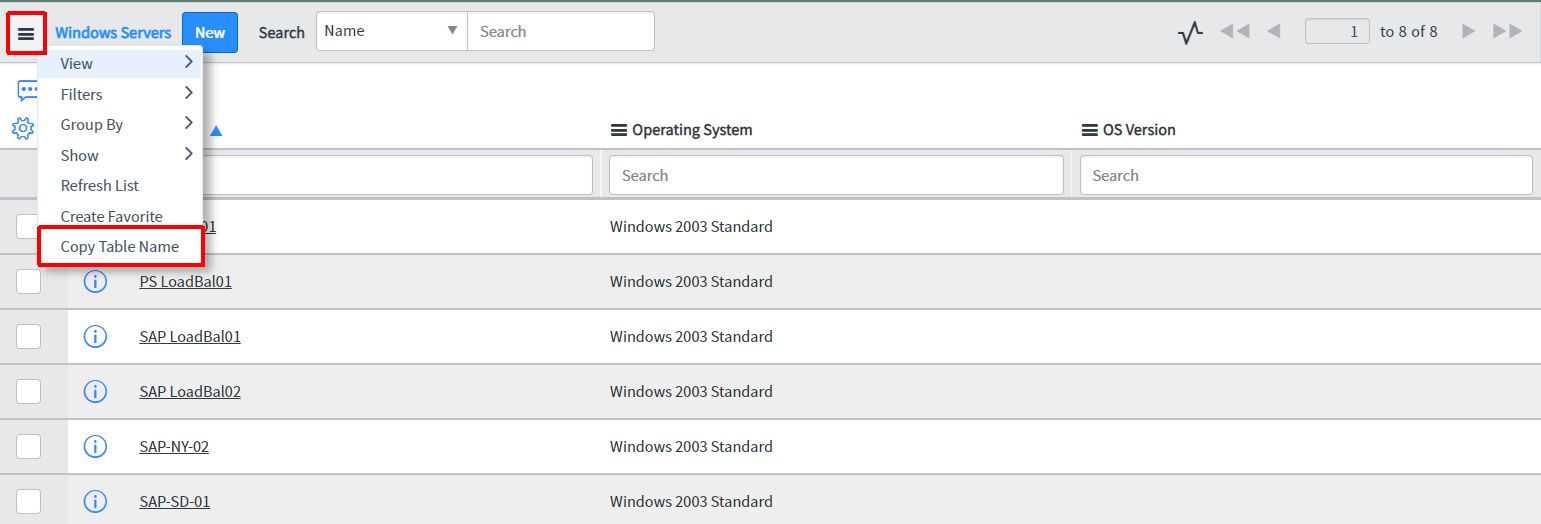 Windows Servers New Search Name Search 1 to 8 of 8
View
Filters
Group By
Show
Refresh List
Create Favorite
Copy Table Name
Operating System OS Version
Search Search
01 Windows 2003 Standard
PS LoadBal01 Windows 2003 Standard
SAP LoadBal01 Windows 2003 Standard
SAP LoadBal02 Windows 2003 Standard
SAP-NY-02 Windows 2003 Standard
SAP-SD-01 Windows 2003 Standard